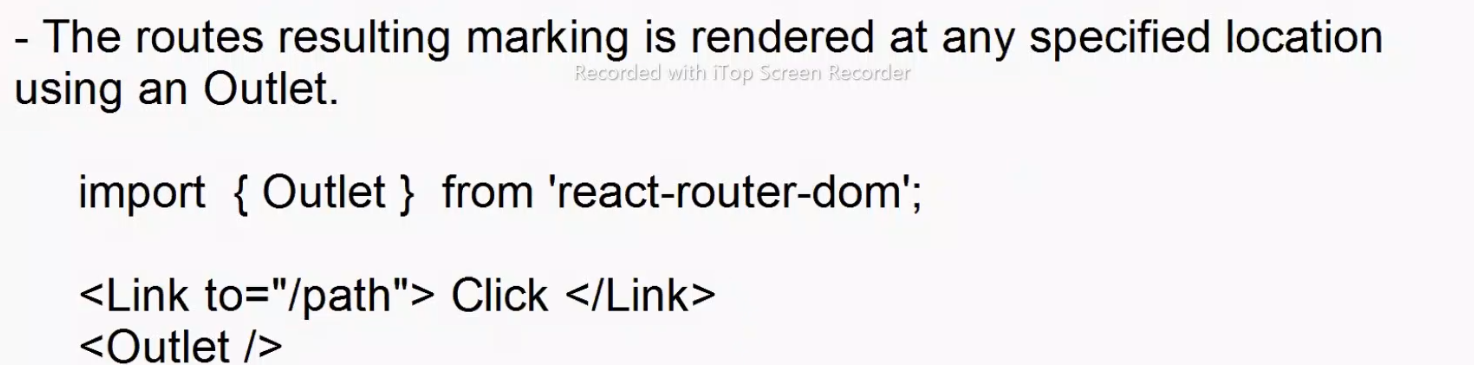 - The routes resulting marking is rendered at any specified location
Recorded with iTop Screen Recorder
using an Outlet.
import { Outlet } from 'react-router-dom';
<Link to="/path"> Click </Link>
<Outlet />